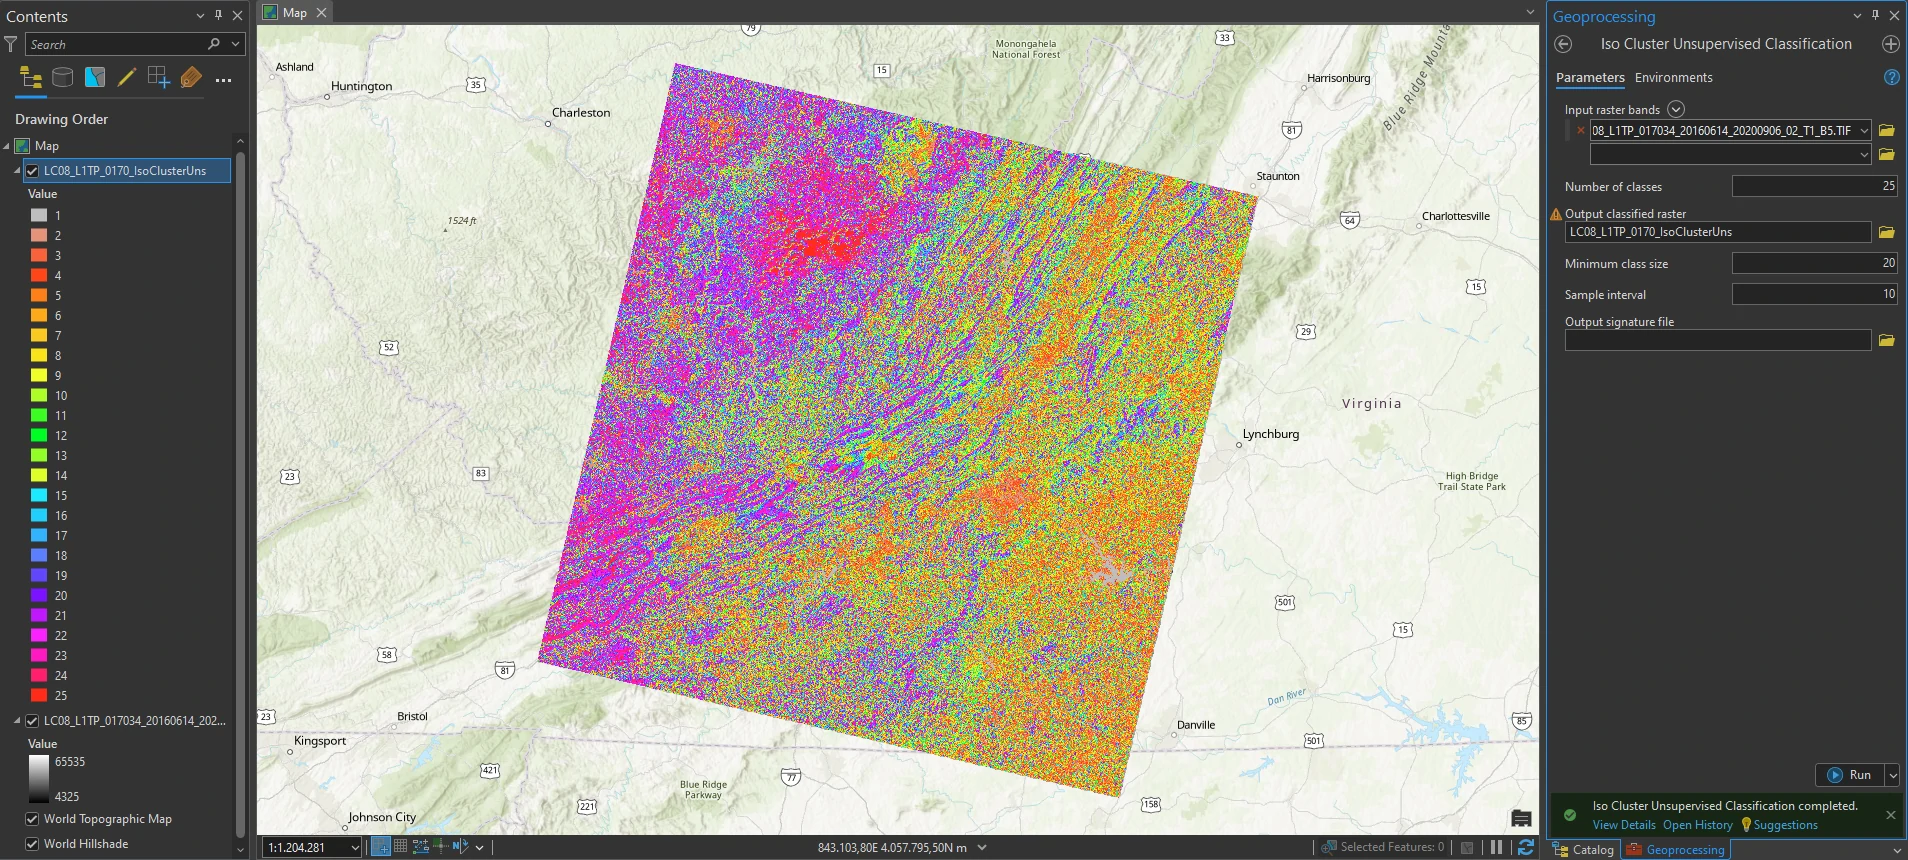 Contents
Search
Drawing Order
Map
LC08_L1TP_0170_IsoClusterUns
Value
1
2
3
4
5
6
7
8
9
10
11
12
13
14
15
16
17
18
19
20
21
22
23
24
25
LC08_L1TP_017034_20160614_202...
Value
65535
4325
World Topographic Map
World Hillshade
Map
79
33
Monongahela
National Forest
Ashland
15
Huntington
35
Harrisonburg
Blue Ridge Mounta
Charleston
81
Staunton
1524 ft
64
Charlottesville
15
29
52
Virginia
Lynchburg
23
83
High Bridge
Trail State Park
501
15
58
81
Dan River
23
Bristol
Danville
85
Kingsport
501
421
77
Blue Ridge
Parkway
221
158
Johnson City
1:1.204.281
843.103,80E 4.057.795,50N m
Selected Features: 0
Geoprocessing
Iso Cluster Unsupervised Classification
Parameters Environments
Input raster bands
08_L1TP_017034_20160614_20200906_02_T1_B5.TIF
Number of classes 25
Output classified raster
LC08_L1TP_0170_IsoClusterUns
Minimum class size 20
Sample interval 10
Output signature file
Run
Iso Cluster Unsupervised Classification completed.
View Details Open History Suggestions
Catalog Geoprocessing